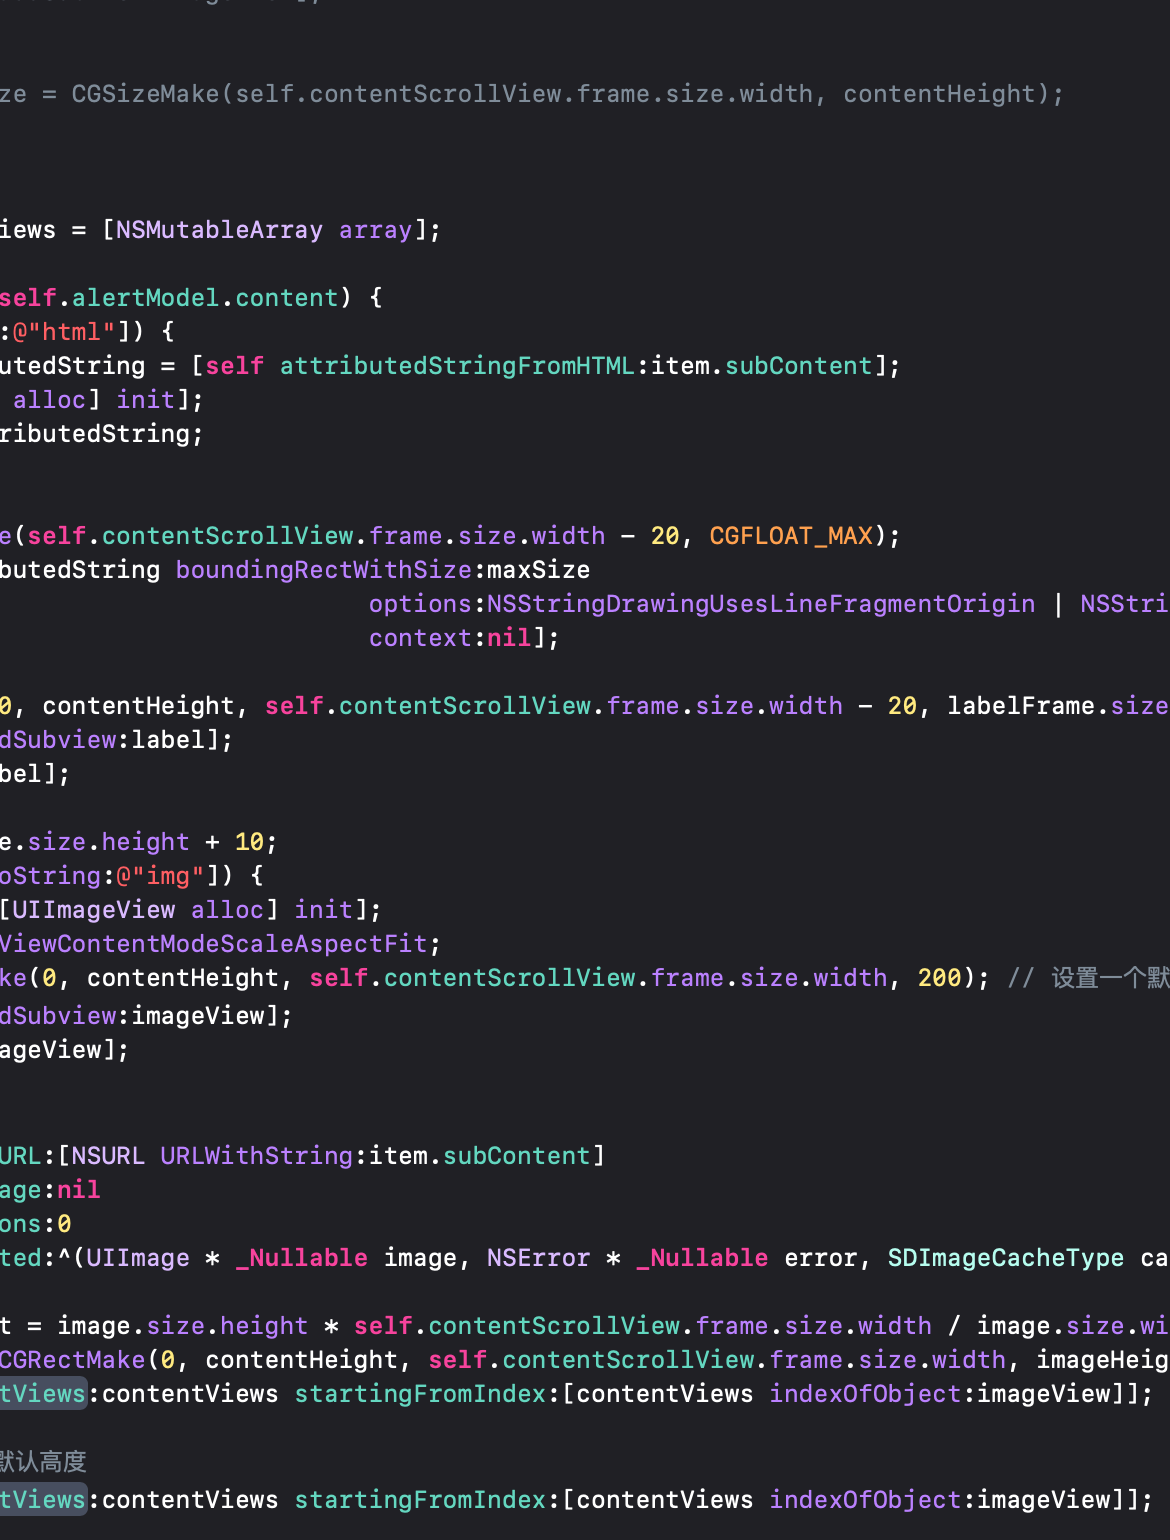 ze = CGSizeMake(self.contentScrollView.frame.size.width, contentHeight);
iews = [NSMutableArray array];
self.alertModel.content) {
:@"html"]) {
utedString = [self attributedStringFromHTML:item.subContent];
alloc] init];
ributedString;
e(self.contentScrollView.frame.size.width - 20, CGFLOAT_MAX);
butedString boundingRectWithSize:maxSize
options:NSStringDrawingUsesLineFragmentOrigin | NSStri
context:nil];
0, contentHeight, self.contentScrollView.frame.size.width - 20, labelFrame.size
dSubview:label];
bel];
e.size.height + 10;
oString:@"img"]) {
[UIImageView alloc] init];
ViewContentModeScaleAspectFit;
ke(0, contentHeight, self.contentScrollView.frame.size.width, 200); // 设置一个默
dSubview:imageView];
ageView];
URL:[NSURL URLWithString:item.subContent]
age:nil
ons:0
ted:^(UIImage * _Nullable image, NSError * _Nullable error, SDImageCacheType ca
t = image.size.height * self.contentScrollView.frame.size.width / image.size.wi
CGRectMake(0, contentHeight, self.contentScrollView.frame.size.width, imageHeig
tViews:contentViews startingFromIndex:[contentViews indexOfObject:imageView]];
默认高度
tViews:contentViews startingFromIndex:[contentViews indexOfObject:imageView]];